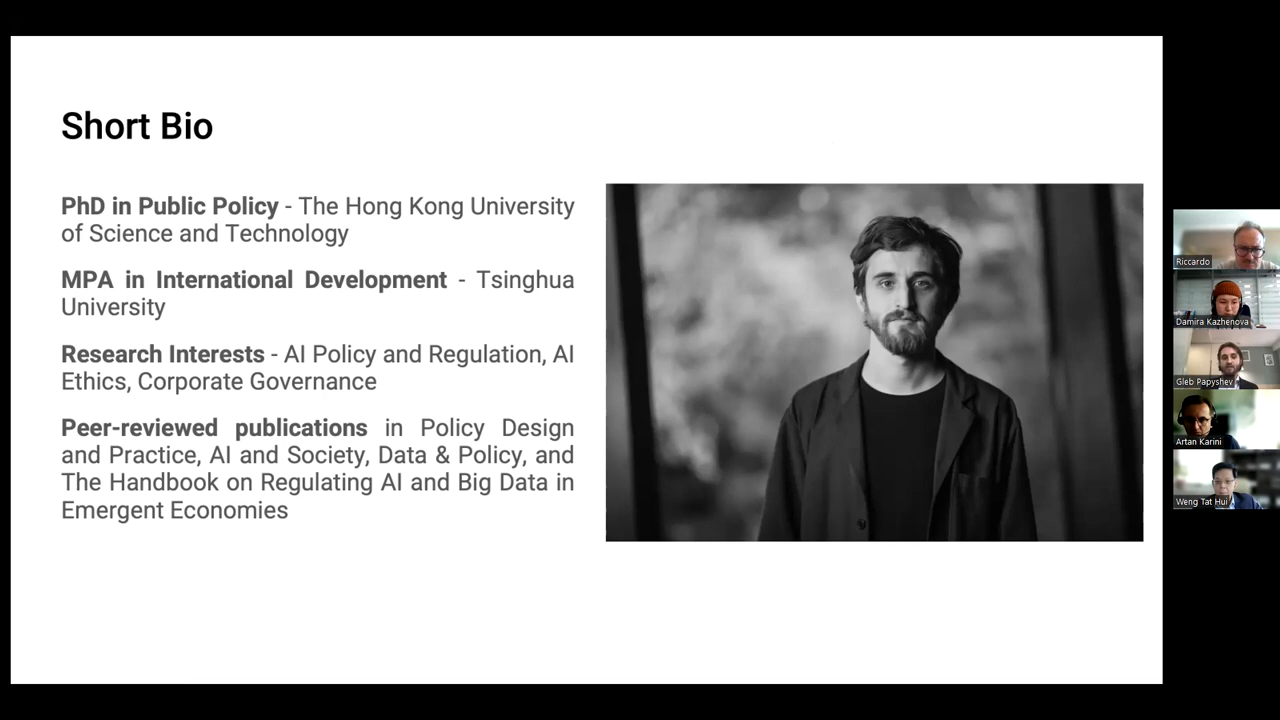 Short Bio
PhD in Public Policy - The Hong Kong University
of Science and Technology
MPA in International Development - Tsinghua
University
Research Interests - AI Policy and Regulation, AI
Ethics, Corporate Governance
Peer-reviewed publications in Policy Design
and Practice, AI and Society, Data & Policy, and
The Handbook on Regulating AI and Big Data in
Emergent Economies
Riccardo
Damira Kazhenova
Gleb Papyshev
Artan Karini
Weng Tat Hui